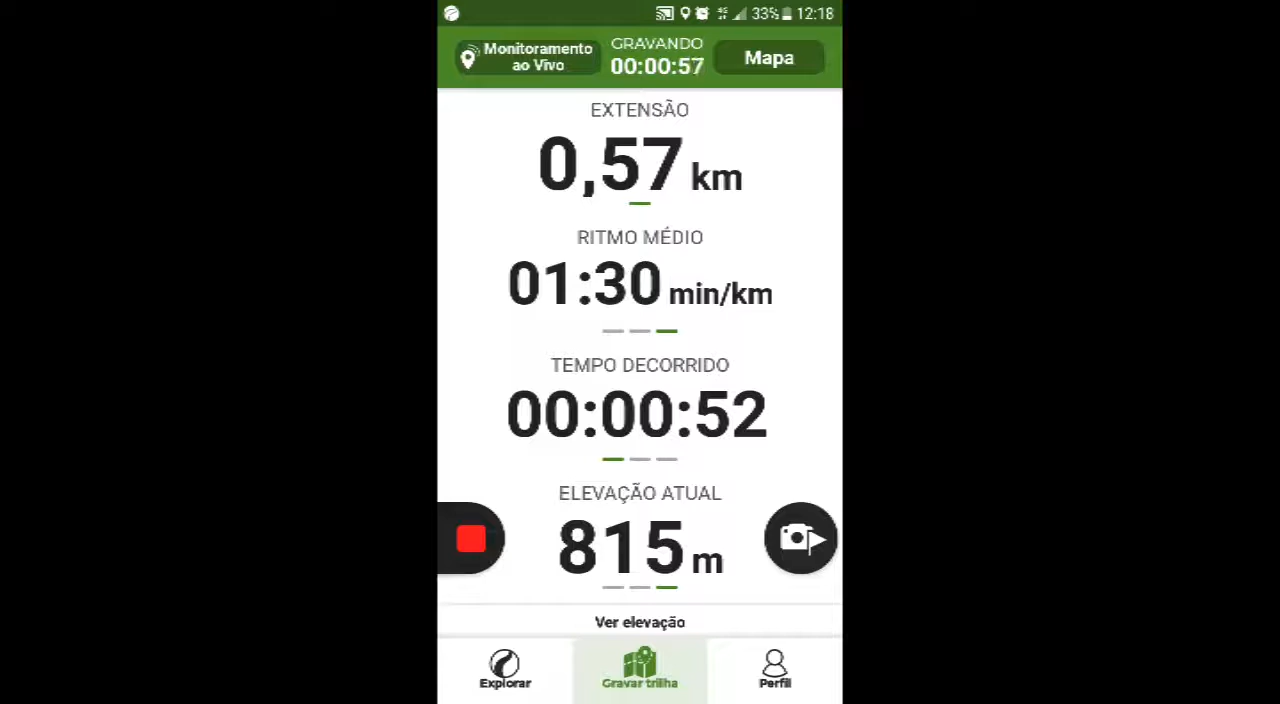 33% 12:18
Monitoramento
ao Vivo
GRAVANDO
00:00:57
Mapa
EXTENSÃO
0,57 km
RITMO MÉDIO
01:30 min/km
TEMPO DECORRIDO
00:00:52
ELEVAÇÃO ATUAL
815 m
Ver elevação
Explorar
Gravar trilha
Perfil